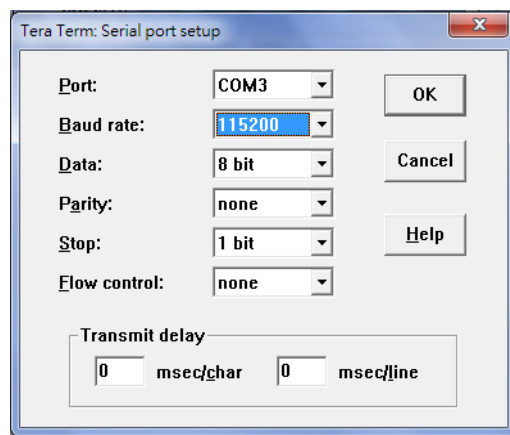 Tera Term: Serial port setup
Port: COM3 OK
Baud rate: 115200
Data: 8 bit Cancel
Parity: none
Stop: 1 bit Help
Flow control: none
Transmit delay
0 msec/char 0 msec/line